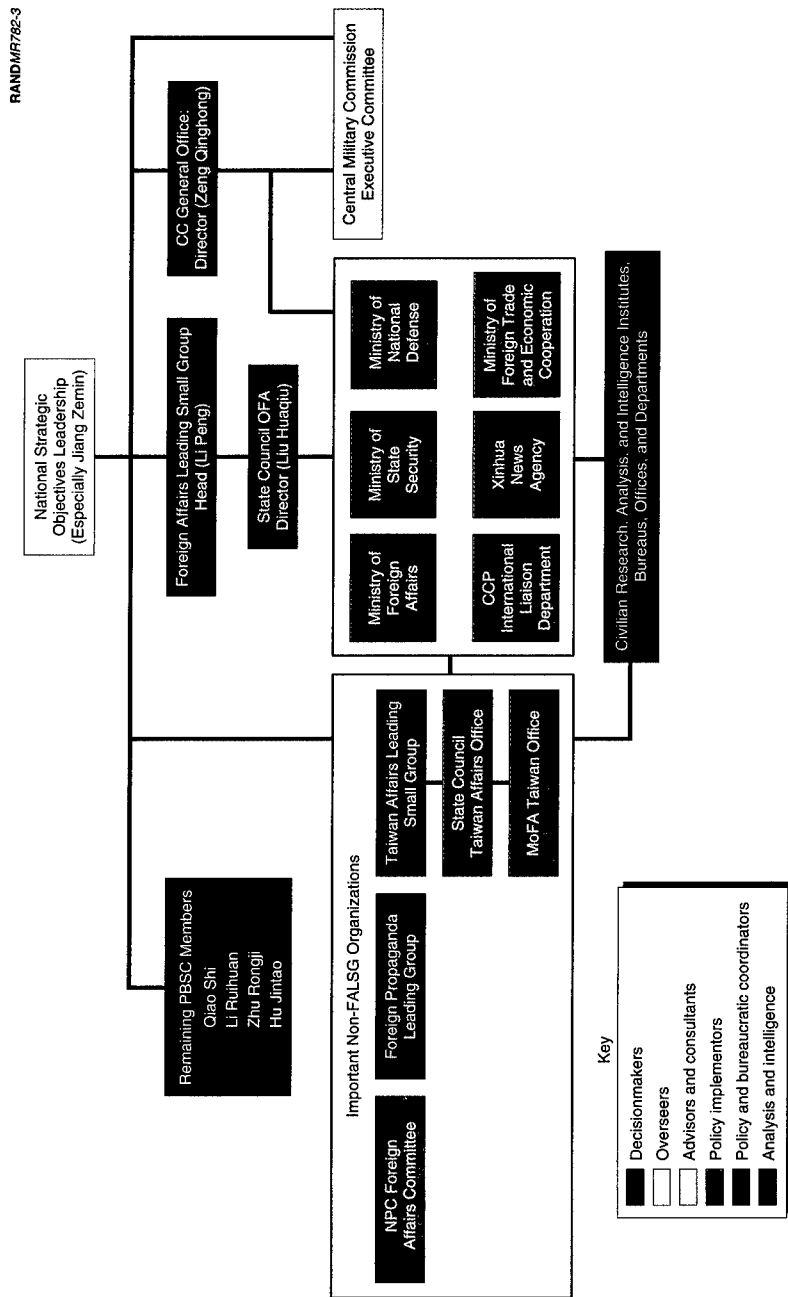 RANDMR782-3
National Strategic
Objectives Leadership
(Especially Jiang Zemin)
Remaining PBSC Members
Qiao Shi
Li Ruihuan
Zhu Rongji
Hu Jintao
Foreign Affairs Leading Small Group
Head (Li Peng)
CC General Office:
Director (Zeng Qinghong)
State Council OFA
Director (Liu Huaqiu)
Important Non-FALSG Organizations
NPC Foreign
Affairs Committee
Foreign Propaganda
Leading Group
Taiwan Affairs Leading
Small Group
State Council
Taiwan Affairs Office
MoFA Taiwan Office
Ministry of
Foreign
Affairs
Ministry of
State
Security
Ministry of
National
Defense
CCP
International
Liaison
Department
Xinhua
News
Agency
Ministry of
Foreign Trade
and Economic
Cooperation
Central Military Commission
Executive Committee
Civilian Research, Analysis, and Intelligence Institutes,
Bureaus, Offices, and Departments
Key
Decisionmakers
Overseers
Advisors and consultants
Policy implementors
Policy and bureaucratic coordinators
Analysis and intelligence